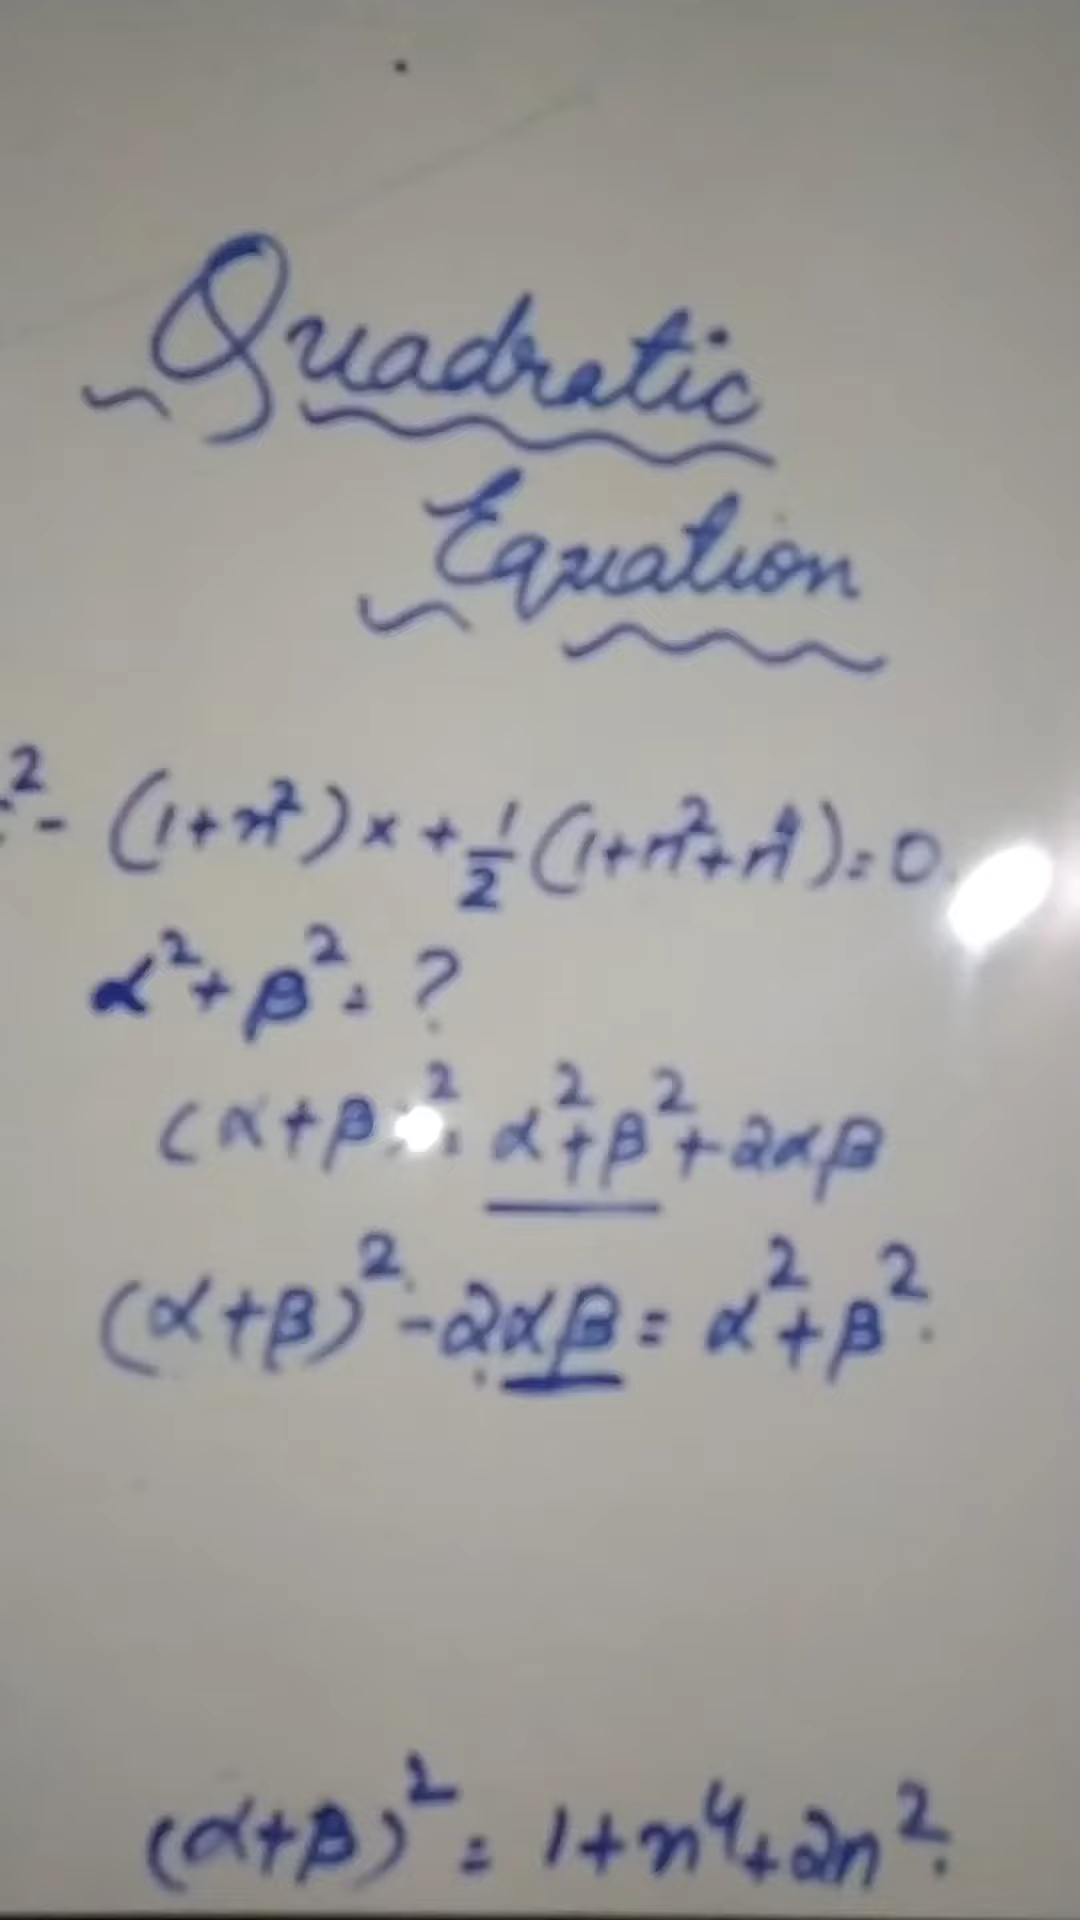 Quadratic
Equation
² - (1+n²)x + 1/2 (1+n²+n⁴) = 0
α² + β² = ?
(α+β)² = α² + β² + 2αβ
(α+β)² - 2αβ = α² + β²
(α+β)² = 1+n⁴+2n²